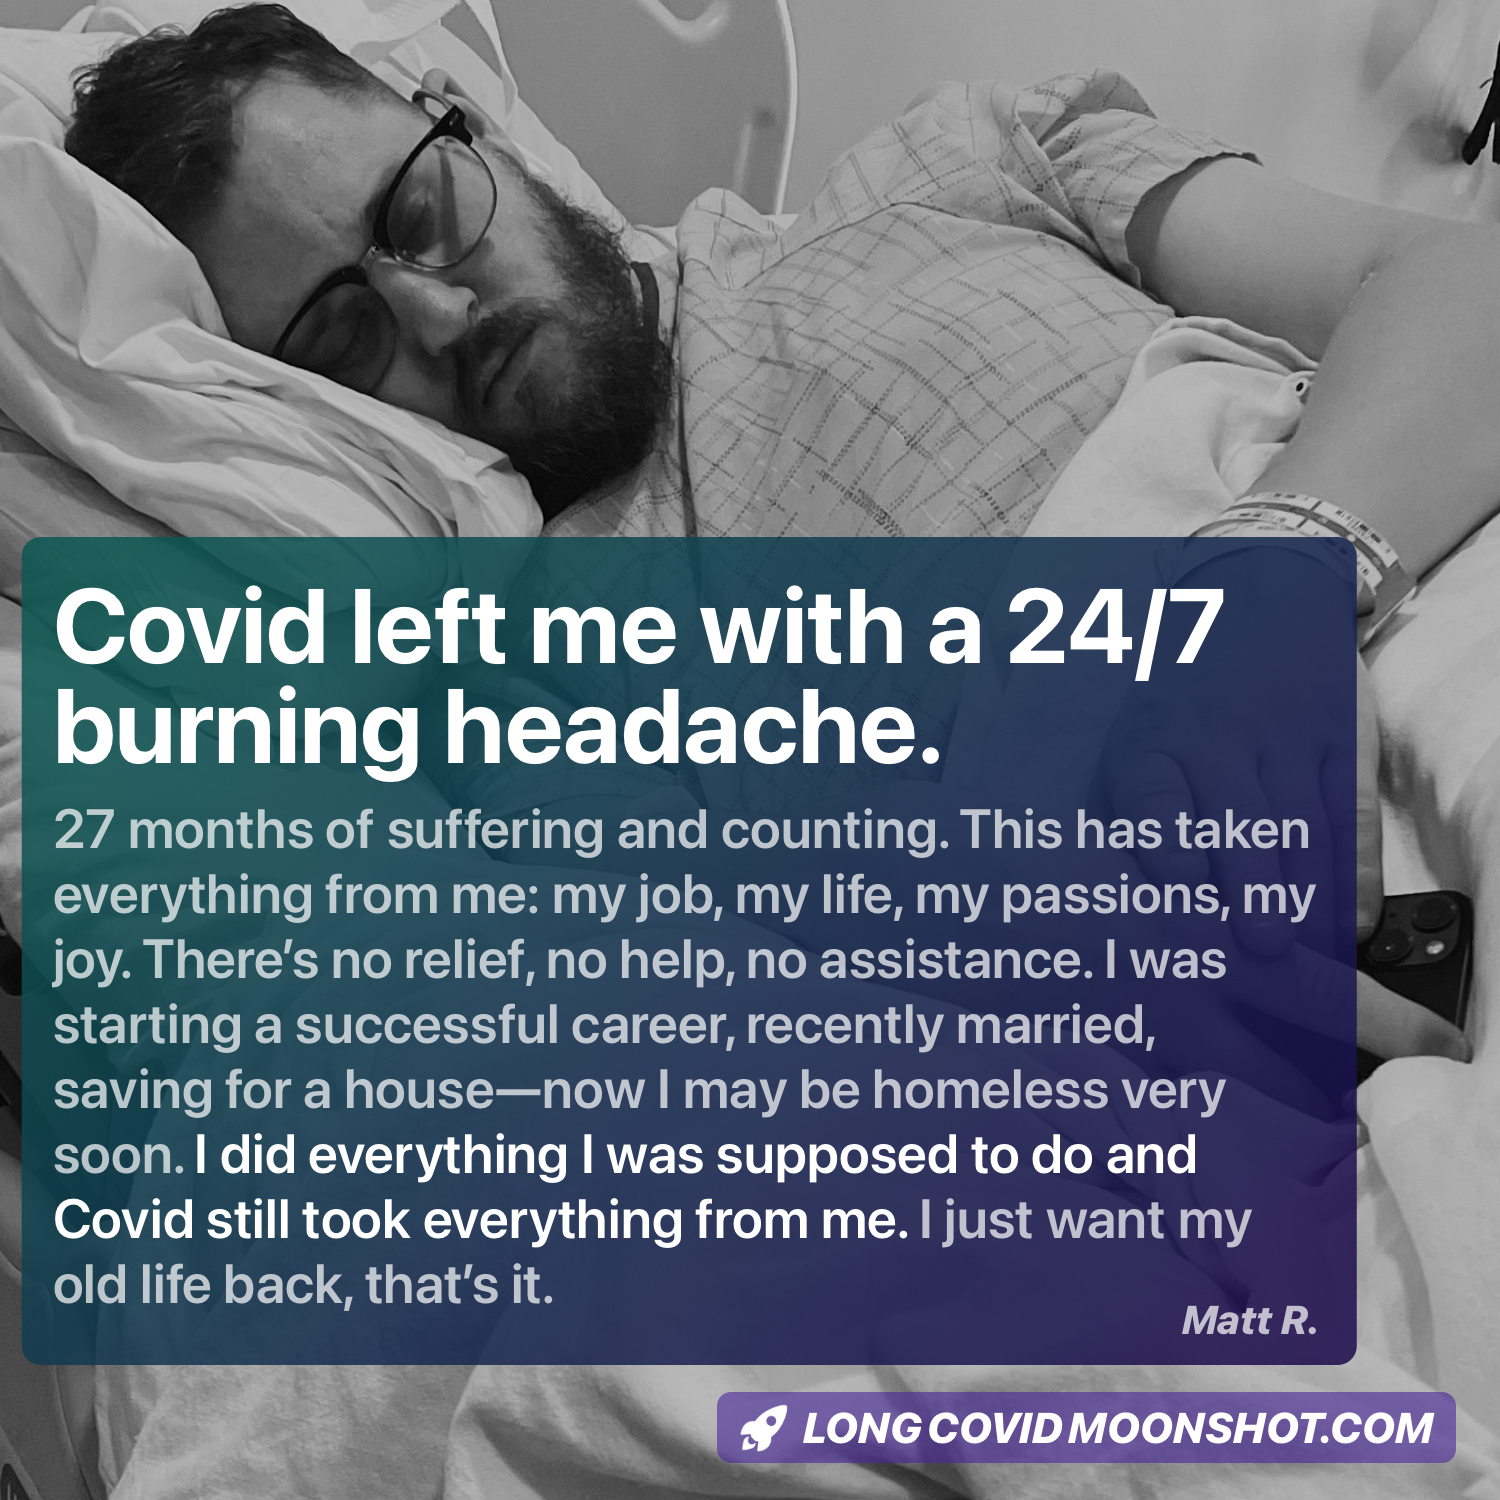 Covid left me with a 24/7
burning headache.
27 months of suffering and counting. This has taken
everything from me: my job, my life, my passions, my
joy. There’s no relief, no help, no assistance. I was
starting a successful career, recently married,
saving for a house—now I may be homeless very
soon. I did everything I was supposed to do and
Covid still took everything from me. I just want my
old life back, that’s it.
Matt R.
LONG COVID MOONSHOT.COM